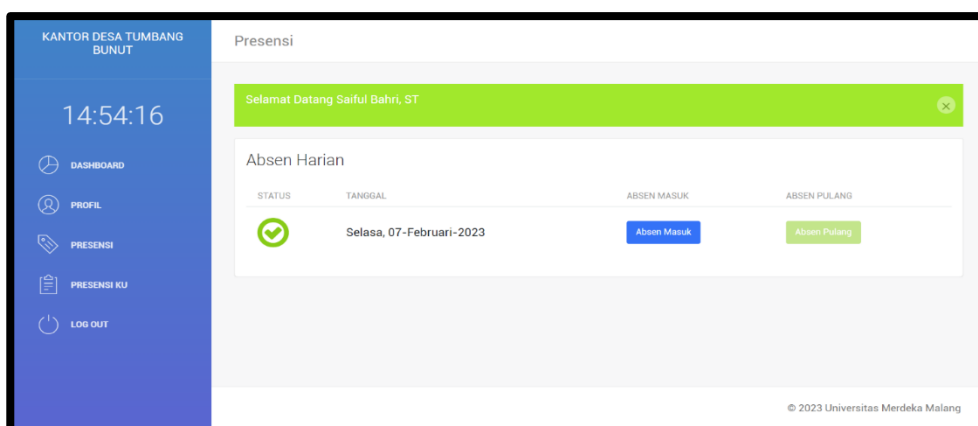 KANTOR DESA TUMBANG
BUNUT
14:54:16
DASHBOARD
PROFIL
PRESENSI
PRESENSI KU
LOG OUT
Presensi
Selamat Datang Saiful Bahri, ST
Absen Harian
STATUS TANGGAL ABSEN MASUK ABSEN PULANG
Selasa, 07-Februari-2023 Absen Masuk Absen Pulang
© 2023 Universitas Merdeka Malang